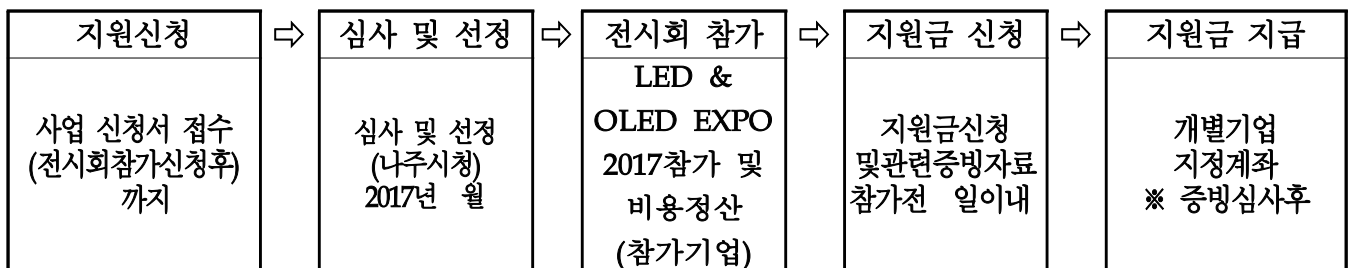 지원신청
⇨
심사 및 선정
⇨
전시회 참가
⇨
지원금 신청
⇨
지원금 지급
사업 신청서 접수
(전시회참가신청후)
까지
심사 및 선정
(나주시청)
2017년 월
LED &
OLED EXPO
2017참가 및
비용정산
(참가기업)
지원금신청
및관련증빙자료
참가전 일이내
개별기업
지정계좌
※ 증빙심사후